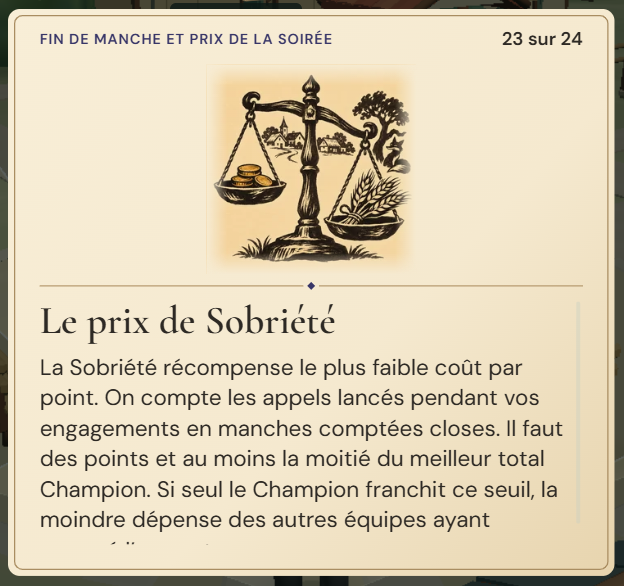 FIN DE MANCHE ET PRIX DE LA SOIRÉE
23 sur 24
Le prix de Sobriété
La Sobriété récompense le plus faible coût par
point. On compte les appels lancés pendant vos
engagements en manches comptées closes. Il faut
des points et au moins la moitié du meilleur total
Champion. Si seul le Champion franchit ce seuil, la
moindre dépense des autres équipes ayant